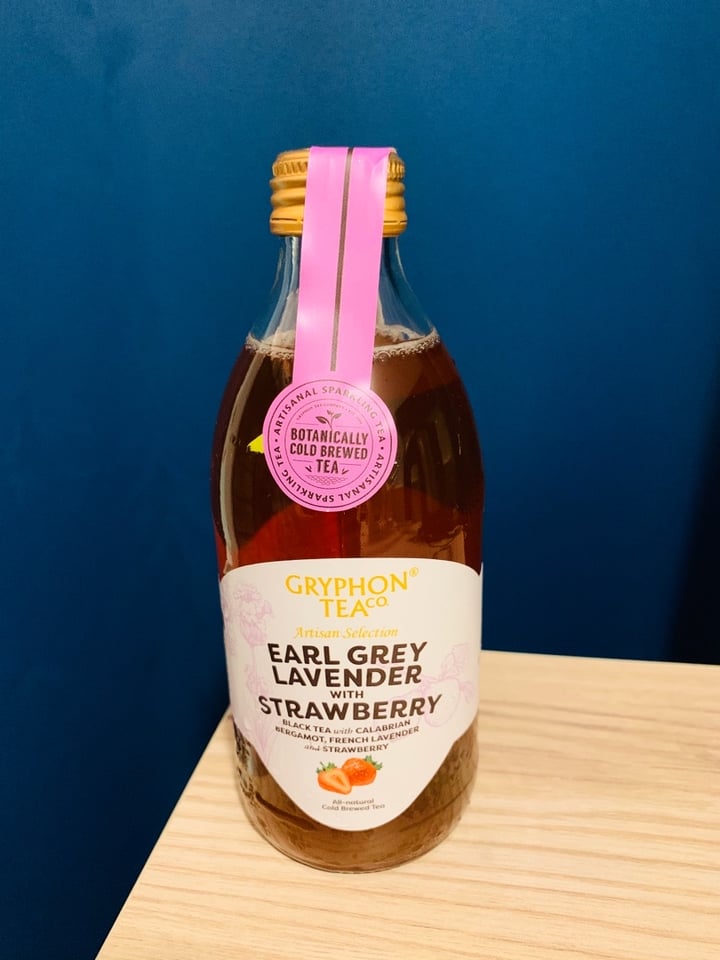 ARTISANAL SPARKLING TEA • ARTISANAL SPARKLING TEA •
BOTANICALLY
COLD BREWED
TEA
GRYPHON®
TEA CO.
Artisan Selection
EARL GREY
LAVENDER
WITH
STRAWBERRY
BLACK TEA with CALABRIAN
BERGAMOT, FRENCH LAVENDER
and STRAWBERRY
All-natural
Cold Brewed Tea